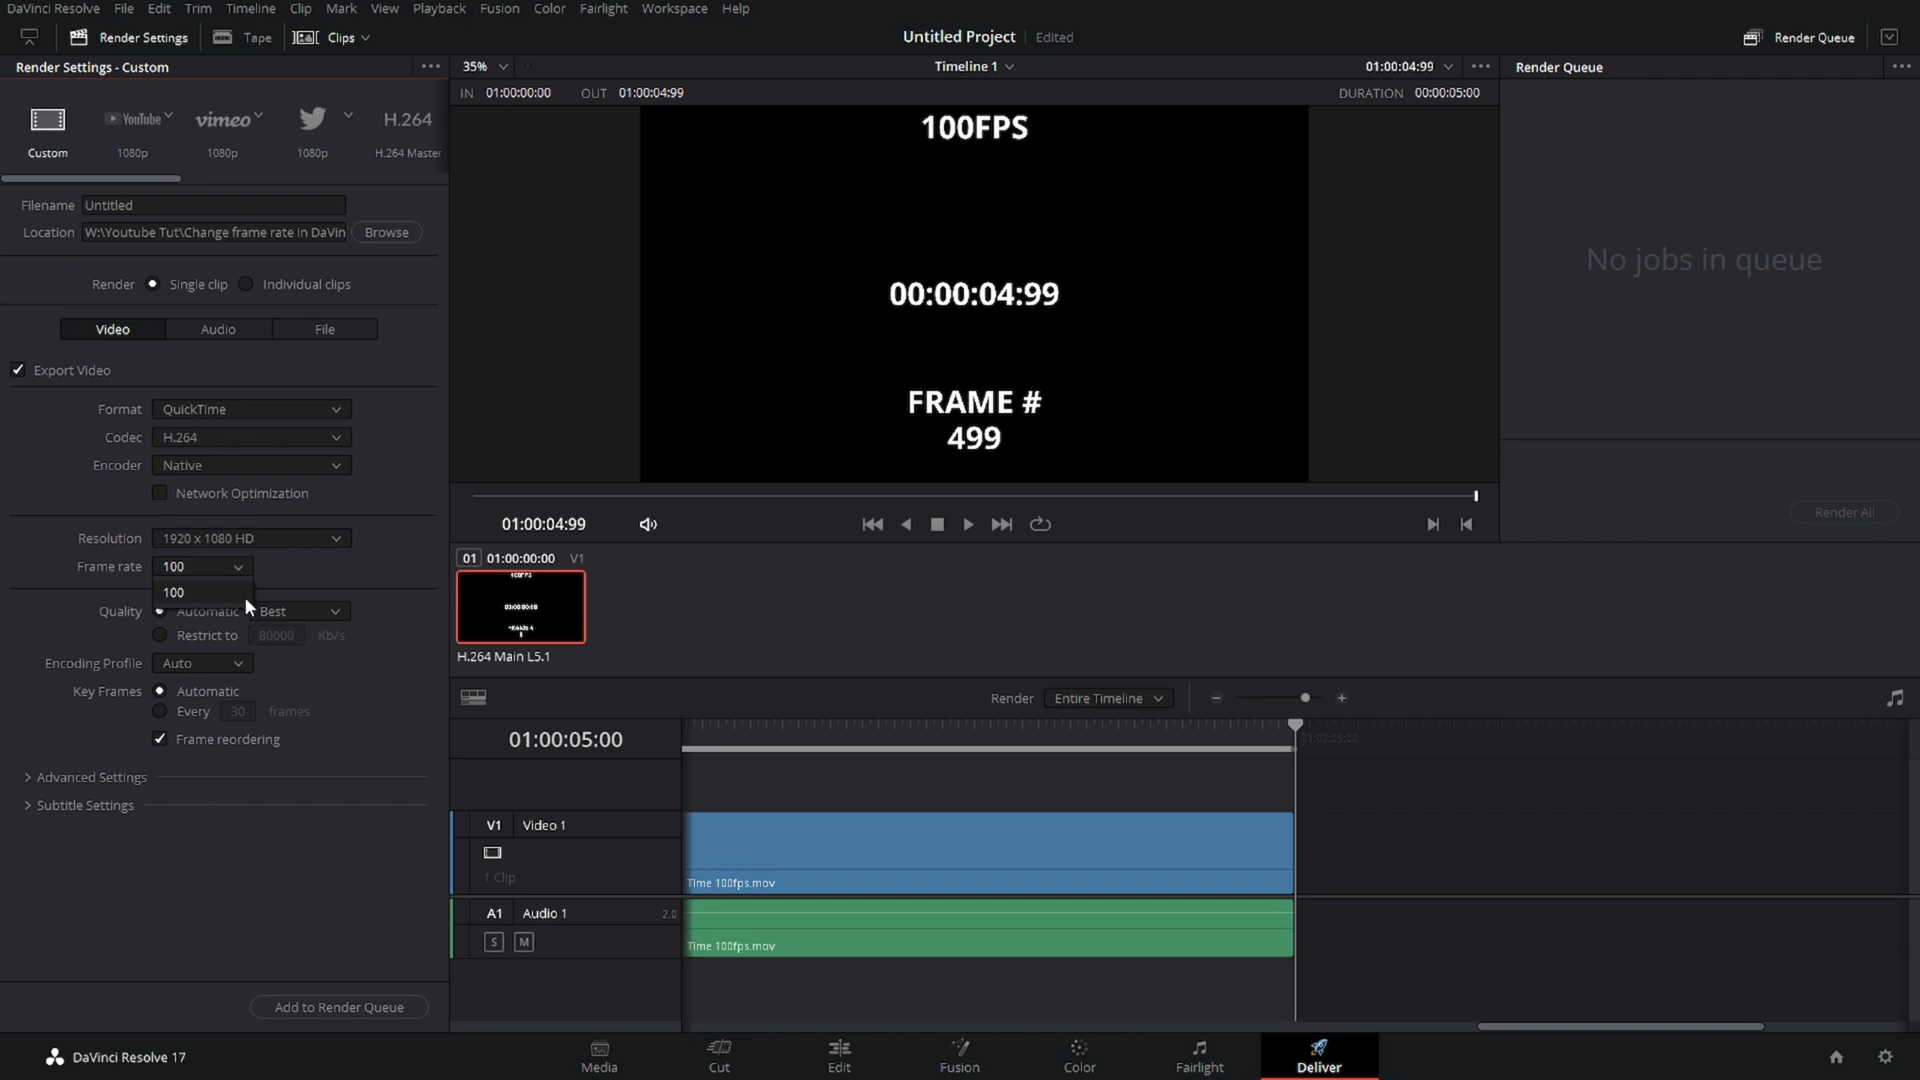 DaVinci Resolve File Edit Trim Timeline Clip Mark View Playback Fusion Color Fairlight Workspace Help
Render Settings Tape Clips Untitled Project Edited Render Queue
Render Settings - Custom
35% Timeline 1 01:00:04:99
Render Queue
IN 01:00:00:00 OUT 01:00:04:99 DURATION 00:00:05:00
YouTube vimeo H.264
Custom 1080p 1080p 1080p H.264 Master
Filename Untitled
Location W:\Youtube Tut\Change frame rate in DaVin Browse
Render Single clip Individual clips
Video Audio File
Export Video
Format QuickTime
Codec H.264
Encoder Native
Network Optimization
Resolution 1920 x 1080 HD
Frame rate 100
100
Quality Automatic Best
Restrict to 80000 Kb/s
Encoding Profile Auto
Key Frames Automatic
Every 30 frames
Frame reordering
Advanced Settings
Subtitle Settings
Add to Render Queue
100FPS
00:00:04:99
FRAME #
499
01:00:04:99
No jobs in queue
Render All
01 01:00:00:00 V1
100FPS
H.264 Main L5.1
Render Entire Timeline
01:00:05:00
01:00:05:00
V1 Video 1
1 Clip
Time 100fps.mov
A1 Audio 1 2.0
S M
Time 100fps.mov
DaVinci Resolve 17
Media Cut Edit Fusion Color Fairlight Deliver